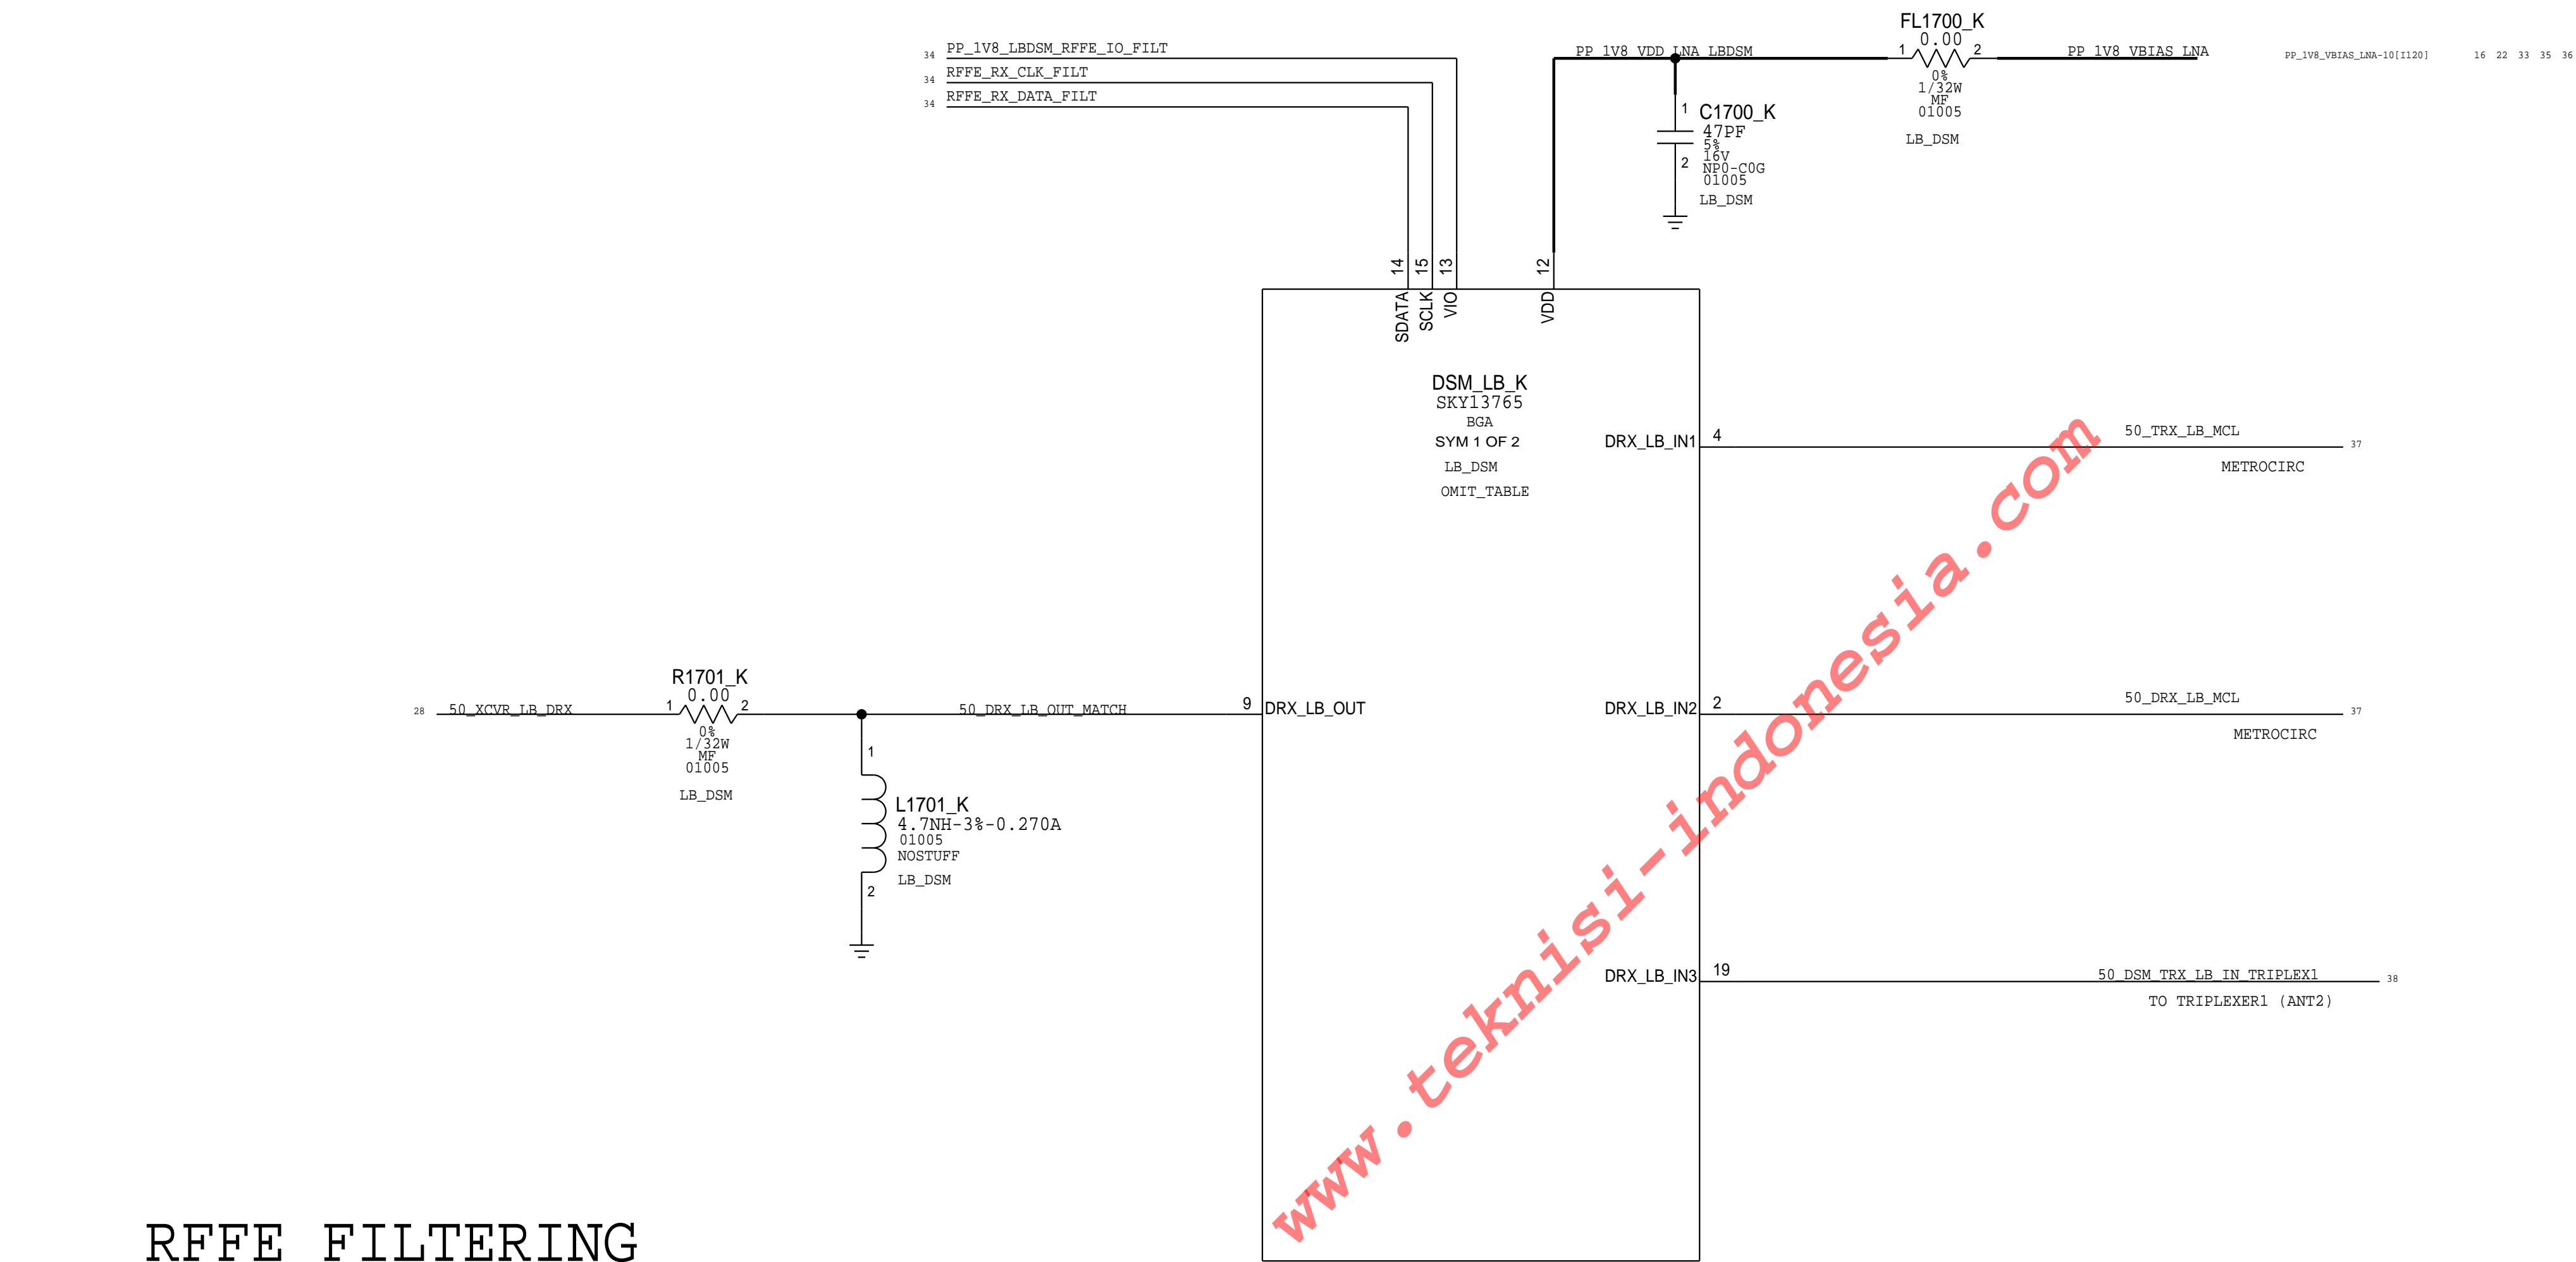 FL1700_K
0.00
1 2
0%
1/32W
MF
01005
LB_DSM
34 PP_1V8_LBDSM_RFFE_IO_FILT
34 RFFE_RX_CLK_FILT
34 RFFE_RX_DATA_FILT
PP_1V8_VDD_LNA_LBDSM
PP_1V8_VBIAS_LNA
PP_1V8_VBIAS_LNA-10[I120] 16 22 33 35 36
1
C1700_K
47PF
5%
16V
2
NP0-C0G
01005
LB_DSM
14 15 13 12
SDATA SCLK VIO VDD
DSM_LB_K
SKY13765
BGA
SYM 1 OF 2
LB_DSM
OMIT_TABLE
DRX_LB_IN1 4 50_TRX_LB_MCL 37
METROCIRC
R1701_K
0.00
28 50_XCVR_LB_DRX 1 2 50_DRX_LB_OUT_MATCH 9 DRX_LB_OUT
0%
1/32W
MF
01005
LB_DSM
DRX_LB_IN2 2 50_DRX_LB_MCL 37
METROCIRC
1
L1701_K
4.7NH-3%-0.270A
01005
NOSTUFF
LB_DSM
2
DRX_LB_IN3 19 50_DSM_TRX_LB_IN_TRIPLEX1 38
TO TRIPLEXER1 (ANT2)
www.teknisi-indonesia.com
RFFE FILTERING